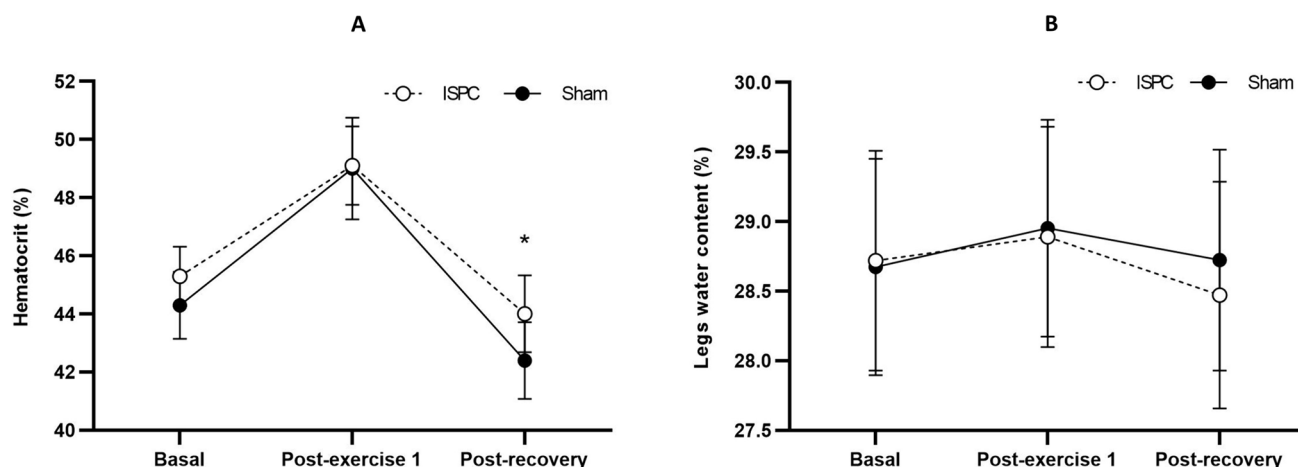 A
Hematocrit (%)
52
50
48
46
44
42
40
ISPC
Sham
*
Basal
Post-exercise 1
Post-recovery
B
Legs water content (%)
30.0
29.5
29.0
28.5
28.0
27.5
ISPC
Sham
Basal
Post-exercise 1
Post-recovery